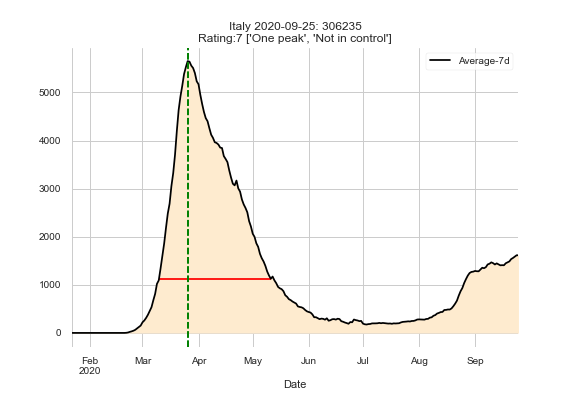 Italy 2020-09-25: 306235
Rating:7 ['One peak', 'Not in control']
Average-7d
5000
4000
3000
2000
1000
0
Feb Mar Apr May Jun Jul Aug Sep
2020
Date